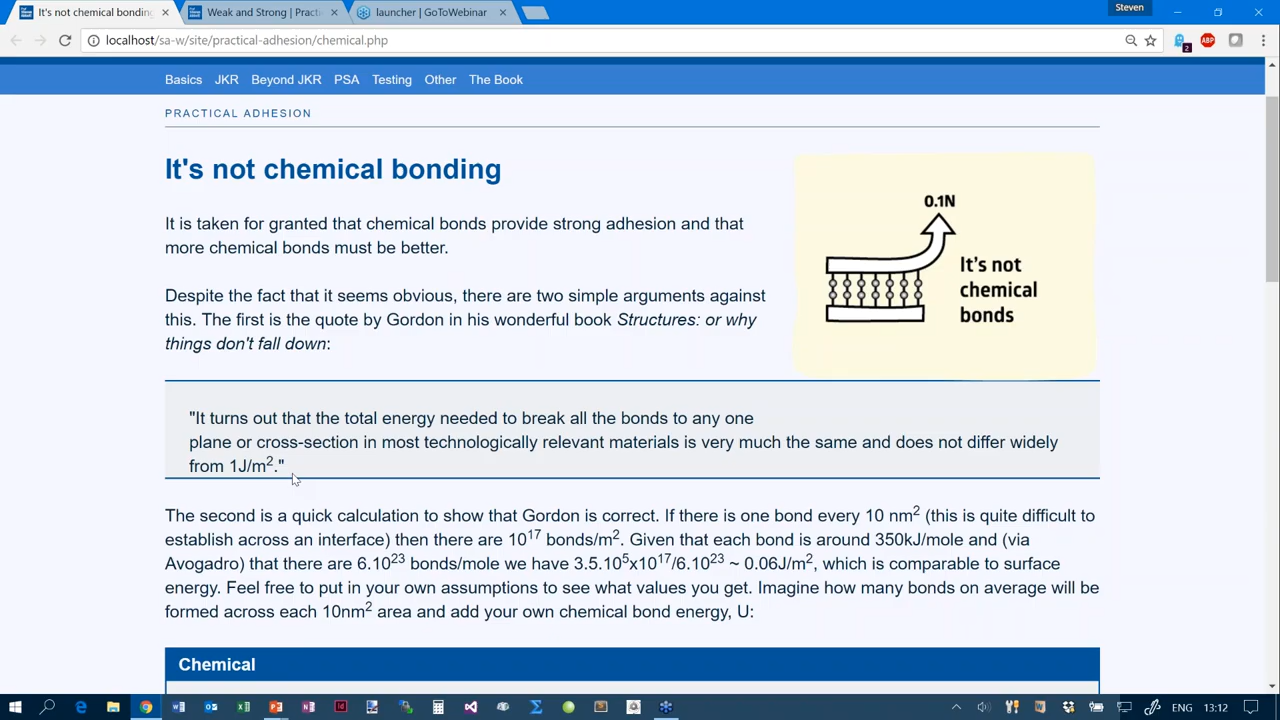 Steven
It's not chemical bonding
Weak and Strong | Practi
launcher | GoToWebinar
localhost/sa-w/site/practical-adhesion/chemical.php
2
ABP
Basics JKR Beyond JKR PSA Testing Other The Book
PRACTICAL ADHESION
It's not chemical bonding
It is taken for granted that chemical bonds provide strong adhesion and that
more chemical bonds must be better.
Despite the fact that it seems obvious, there are two simple arguments against
this. The first is the quote by Gordon in his wonderful book Structures: or why
things don't fall down:
0.1N
It's not
chemical
bonds
"It turns out that the total energy needed to break all the bonds to any one
plane or cross-section in most technologically relevant materials is very much the same and does not differ widely
from 1J/m².”
The second is a quick calculation to show that Gordon is correct. If there is one bond every 10 nm² (this is quite difficult to
establish across an interface) then there are 10¹⁷ bonds/m². Given that each bond is around 350kJ/mole and (via
Avogadro) that there are 6.10²³ bonds/mole we have 3.5.10⁵x10¹⁷/6.10²³ ~ 0.06J/m², which is comparable to surface
energy. Feel free to put in your own assumptions to see what values you get. Imagine how many bonds on average will be
formed across each 10nm² area and add your own chemical bond energy, U:
Chemical
ENG 13:12